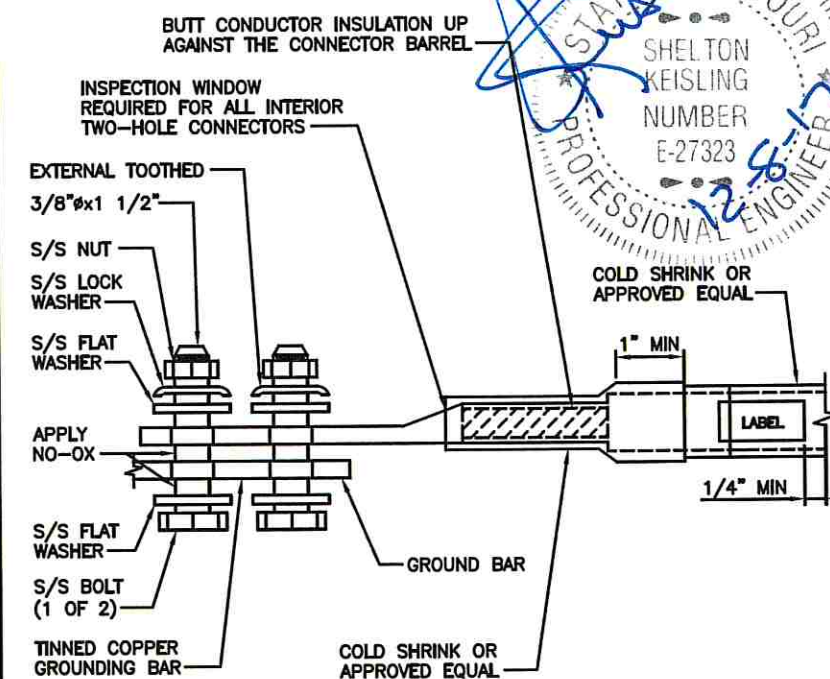 BUTT CONDUCTOR INSULATION UP
AGAINST THE CONNECTOR BARREL
INSPECTION WINDOW
REQUIRED FOR ALL INTERIOR
TWO-HOLE CONNECTORS
EXTERNAL TOOTHED
3/8"øx1 1/2"
S/S NUT
S/S LOCK
WASHER
S/S FLAT
WASHER
APPLY
NO-OX
S/S FLAT
WASHER
S/S BOLT
(1 OF 2)
TINNED COPPER
GROUNDING BAR
COLD SHRINK OR
APPROVED EQUAL
GROUND BAR
COLD SHRINK OR
APPROVED EQUAL
1" MIN
LABEL
1/4" MIN
SHELTON
KEISLING
NUMBER
E-27323
PROFESSIONAL ENGINEER